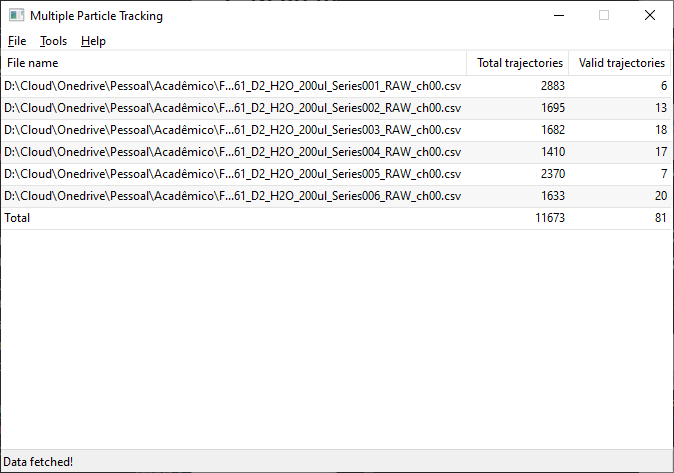 Multiple Particle Tracking
File Tools Help
File name Total trajectories Valid trajectories
D:\Cloud\Onedrive\Pessoal\Acadêmico\F...61_D2_H2O_200ul_Series001_RAW_ch00.csv 2883 6
D:\Cloud\Onedrive\Pessoal\Acadêmico\F...61_D2_H2O_200ul_Series002_RAW_ch00.csv 1695 13
D:\Cloud\Onedrive\Pessoal\Acadêmico\F...61_D2_H2O_200ul_Series003_RAW_ch00.csv 1682 18
D:\Cloud\Onedrive\Pessoal\Acadêmico\F...61_D2_H2O_200ul_Series004_RAW_ch00.csv 1410 17
D:\Cloud\Onedrive\Pessoal\Acadêmico\F...61_D2_H2O_200ul_Series005_RAW_ch00.csv 2370 7
D:\Cloud\Onedrive\Pessoal\Acadêmico\F...61_D2_H2O_200ul_Series006_RAW_ch00.csv 1633 20
Total 11673 81
Data fetched!